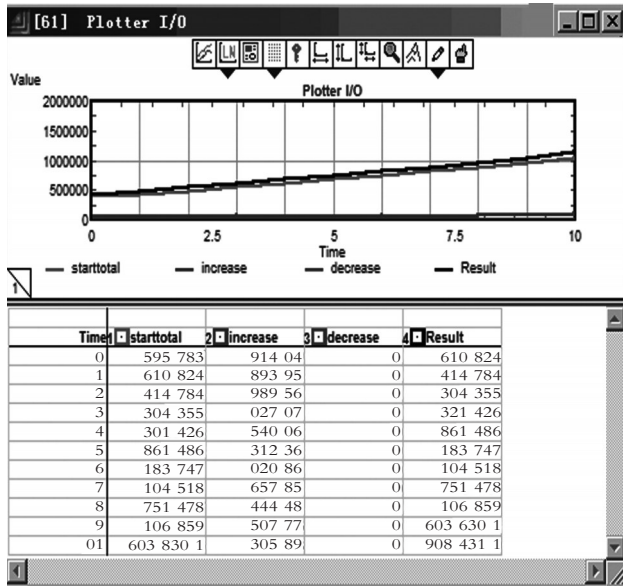 [61] Plotter I/O
LN
Value
Plotter I/O
2000000
1500000
1000000
500000
0
0 2.5 5 7.5 10
Time
starttotal increase decrease Result
1
Time 1 starttotal 2 increase 3 decrease 4 Result
0 595 783 914 04 0 610 824
1 610 824 893 95 0 414 784
2 414 784 989 56 0 304 355
3 304 355 027 07 0 321 426
4 301 426 540 06 0 861 486
5 861 486 312 36 0 183 747
6 183 747 020 86 0 104 518
7 104 518 657 85 0 751 478
8 751 478 444 48 0 106 859
9 106 859 507 77 0 603 630 1
01 603 830 1 305 89 0 908 431 1